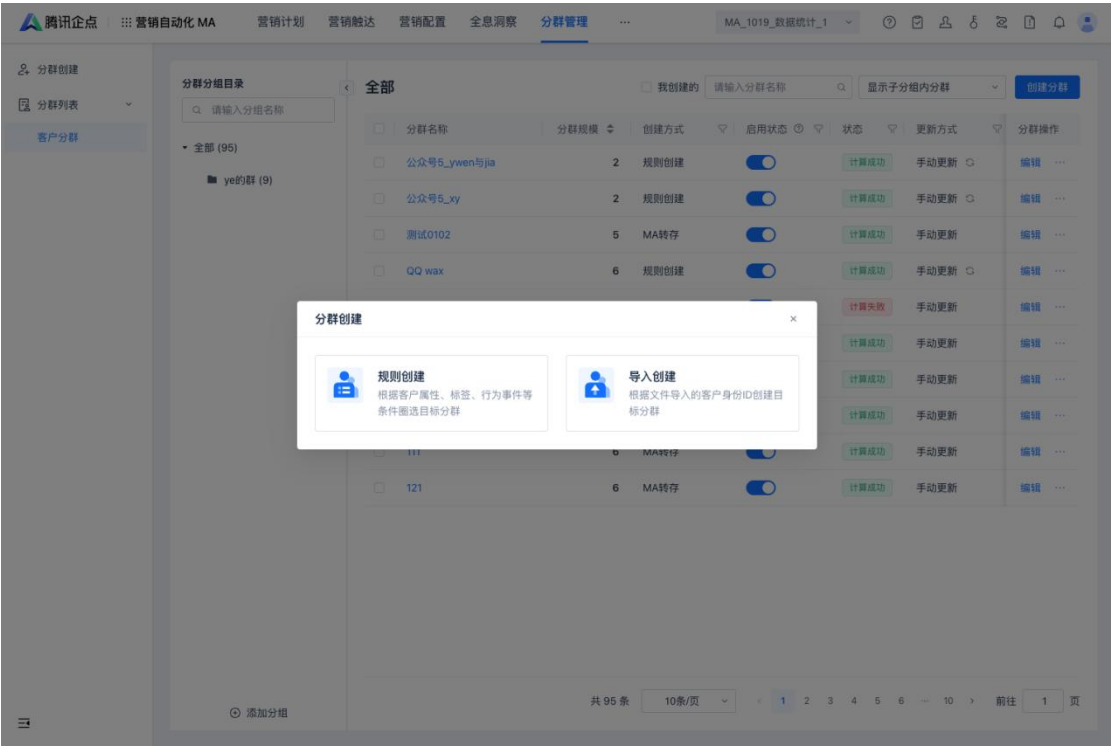 腾讯企点 营销自动化 MA 营销计划 营销触达 营销配置 全息洞察 分群管理 ... MA_1019_数据统计_1
分群创建
分群列表
客户分群
分群分组目录
请输入分组名称
全部 (95)
ye的群 (9)
添加分组
全部 我创建的 请输入分群名称 显示子分组内分群 创建分群
分群名称 分群规模 创建方式 启用状态 状态 更新方式 分群操作
公众号5_ywen与jia 2 规则创建 计算成功 手动更新 编辑 ...
公众号5_xy 2 规则创建 计算成功 手动更新 编辑 ...
测试0102 5 MA转存 计算成功 手动更新 编辑 ...
QQ wax 6 规则创建 计算成功 手动更新 编辑 ...
计算失败 手动更新 编辑 ...
计算成功 手动更新 编辑 ...
计算成功 手动更新 编辑 ...
计算成功 手动更新 编辑 ...
111 6 MA转存 计算成功 手动更新 编辑 ...
121 6 MA转存 计算成功 手动更新 编辑 ...
分群创建
规则创建
根据客户属性、标签、行为事件等
条件圈选目标分群
导入创建
根据文件导入的客户身份ID创建目
标分群
共 95 条 10条/页 1 2 3 4 5 6 ... 10 前往 1 页